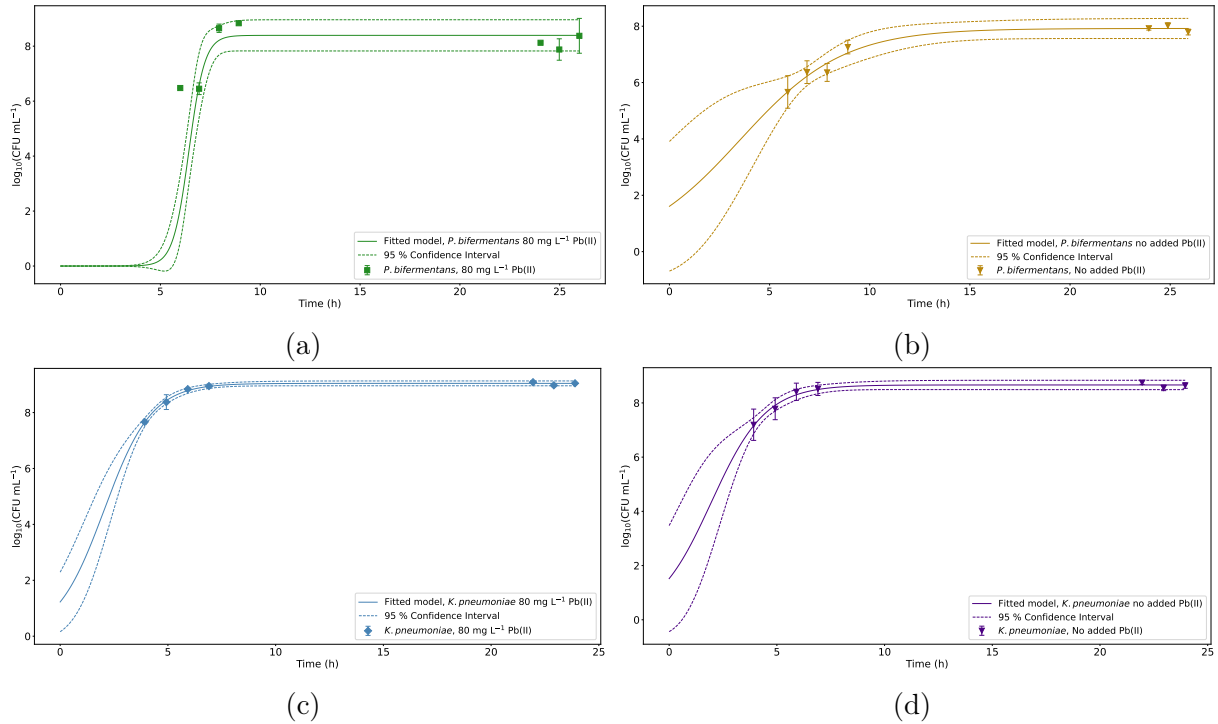 8
6
4
2
0
log₁₀(CFU mL⁻¹)
Fitted model, P. bifermentans 80 mg L⁻¹ Pb(II)
95 % Confidence Interval
P. bifermentans, 80 mg L⁻¹ Pb(II)
0 5 10 15 20 25
Time (h)
(a)
8
6
4
2
0
log₁₀(CFU mL⁻¹)
Fitted model, P. bifermentans no added Pb(II)
95 % Confidence Interval
P. bifermentans, No added Pb(II)
0 5 10 15 20 25
Time (h)
(b)
8
6
4
2
0
log₁₀(CFU mL⁻¹)
Fitted model, K. pneumoniae 80 mg L⁻¹ Pb(II)
95 % Confidence Interval
K. pneumoniae, 80 mg L⁻¹ Pb(II)
0 5 10 15 20 25
Time (h)
(c)
8
6
4
2
0
log₁₀(CFU mL⁻¹)
Fitted model, K. pneumoniae no added Pb(II)
95 % Confidence Interval
K. pneumoniae, No added Pb(II)
0 5 10 15 20 25
Time (h)
(d)